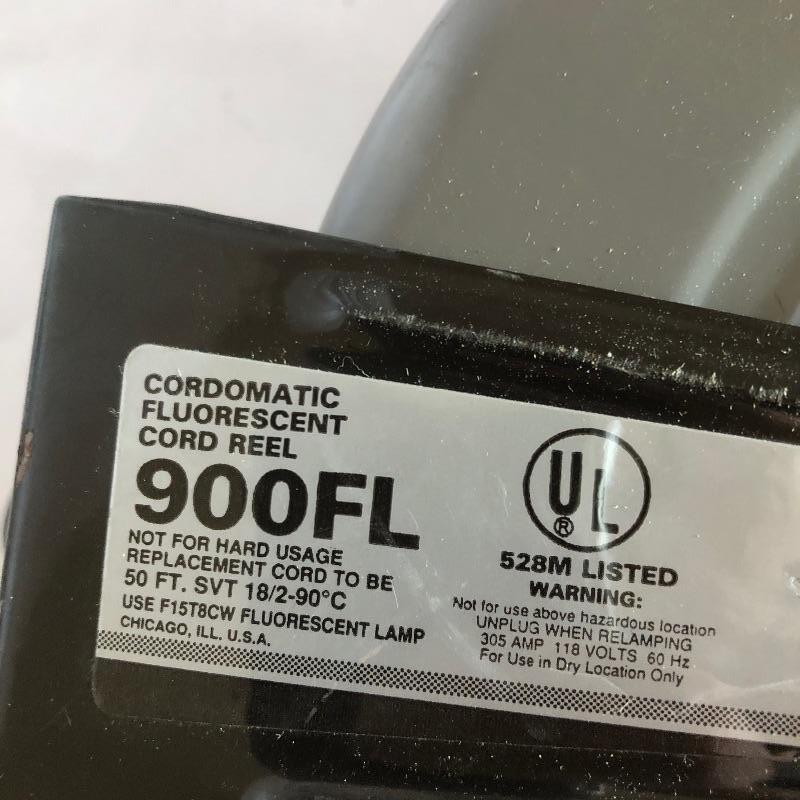 CORDOMATIC
FLUORESCENT
CORD REEL
900FL
NOT FOR HARD USAGE
REPLACEMENT CORD TO BE
50 FT. SVT 18/2-90°C
USE F15T8CW FLUORESCENT LAMP
CHICAGO, ILL. U.S.A.
UL
®
528M LISTED
WARNING:
Not for use above hazardous location
UNPLUG WHEN RELAMPING
305 AMP 118 VOLTS 60 Hz.
For Use in Dry Location Only